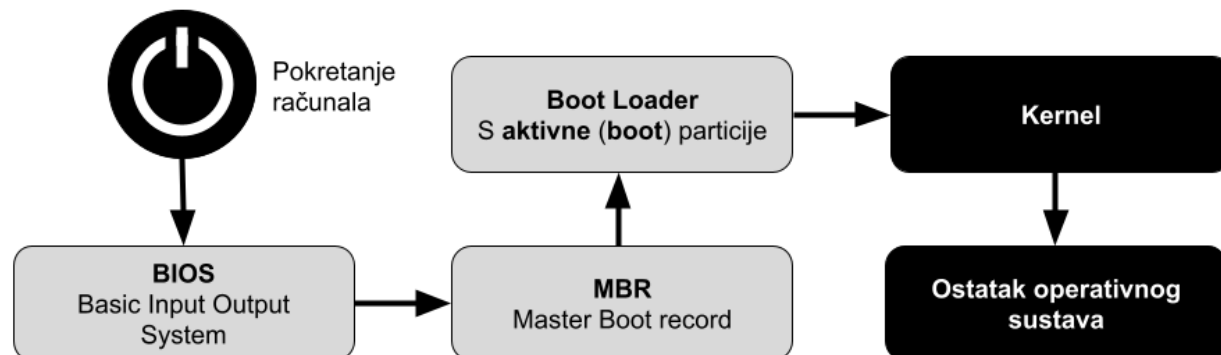 Pokretanje
računala
BIOS
Basic Input Output
System
MBR
Master Boot record
Boot Loader
S aktivne (boot) particije
Kernel
Ostatak operativnog
sustava